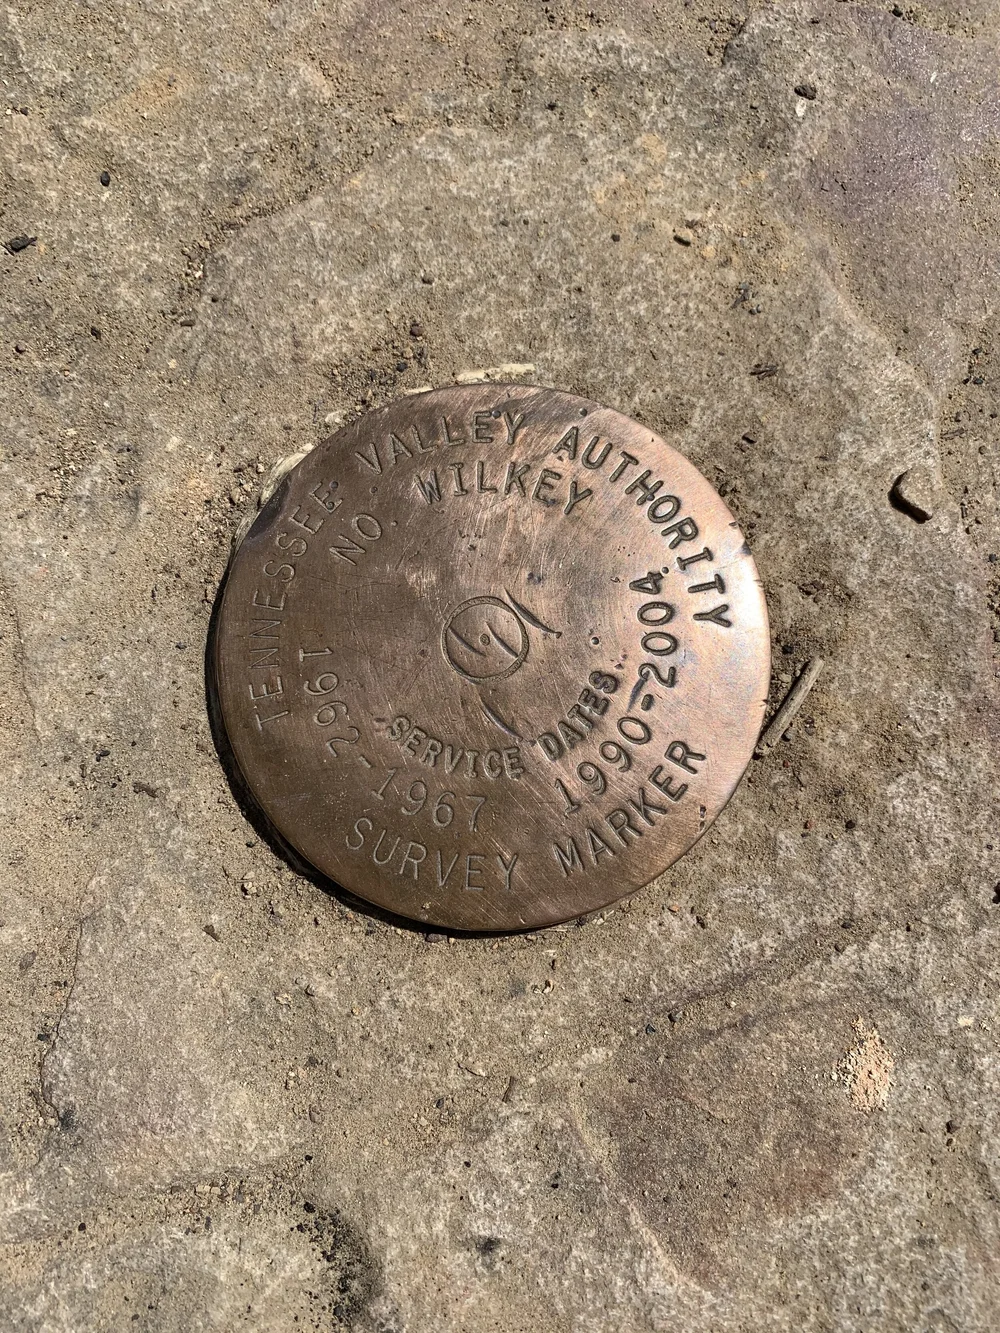 TENNESSEE VALLEY AUTHORITY
NO. WILKEY
SERVICE DATES
1962-1967
1990-2004
SURVEY MARKER